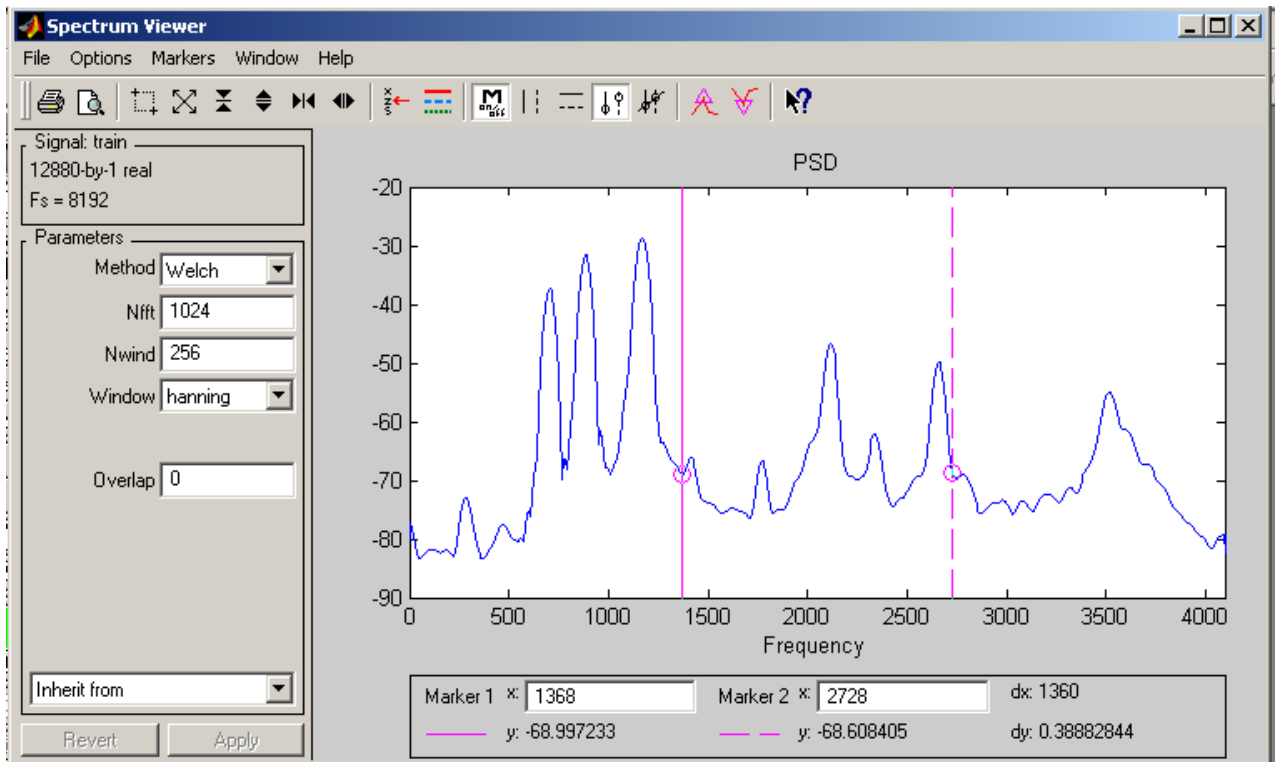 Spectrum Viewer
File Options Markers Window Help
M
on/off
Signal: train
12880-by-1 real
Fs = 8192
Parameters
Method Welch
Nfft 1024
Nwind 256
Window hanning
Overlap 0
Inherit from
Revert Apply
PSD
-20
-30
-40
-50
-60
-70
-80
-90
0 500 1000 1500 2000 2500 3000 3500 4000
Frequency
Marker 1 x: 1368 Marker 2 x: 2728 dx: 1360
y: -68.997233 y: -68.608405 dy: 0.38882844